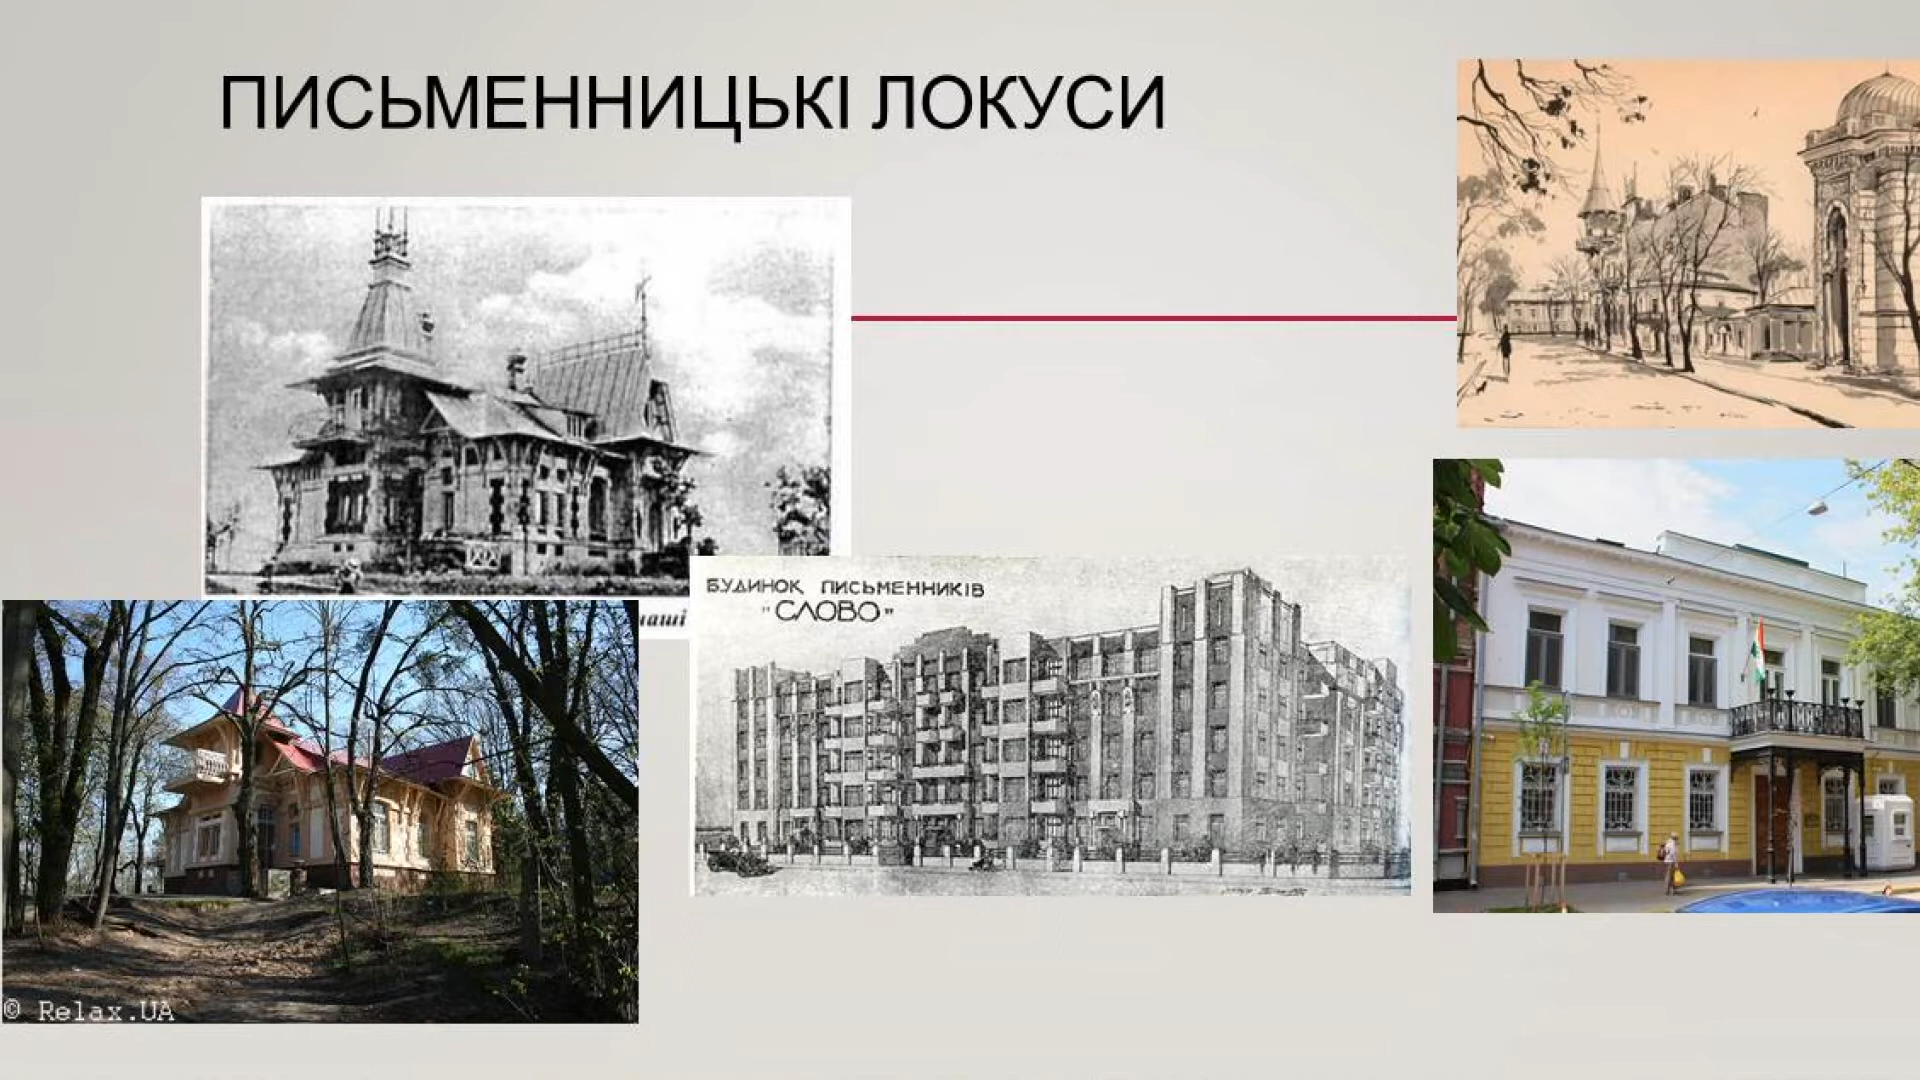 ПИСЬМЕННИЦЬКІ ЛОКУСИ
БУДИНОК ПИСЬМЕННИКІВ
"СЛОВО"
© Relax.UA